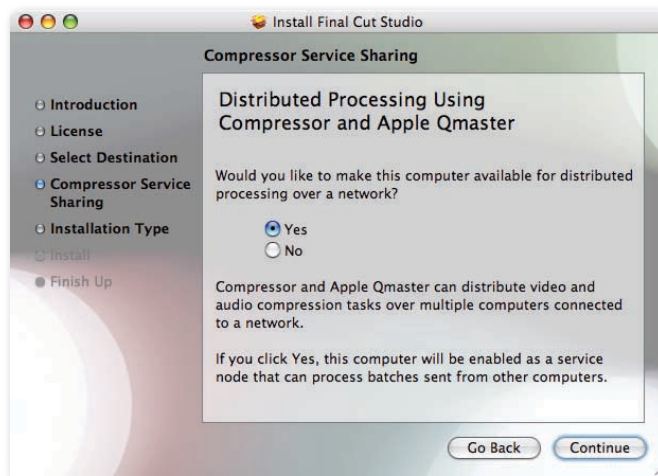 Install Final Cut Studio
Compressor Service Sharing
Introduction
License
Select Destination
Compressor Service
Sharing
Installation Type
Install
Finish Up
Distributed Processing Using
Compressor and Apple Qmaster
Would you like to make this computer available for distributed
processing over a network?
Yes
No
Compressor and Apple Qmaster can distribute video and
audio compression tasks over multiple computers connected
to a network.
If you click Yes, this computer will be enabled as a service
node that can process batches sent from other computers.
Go Back
Continue